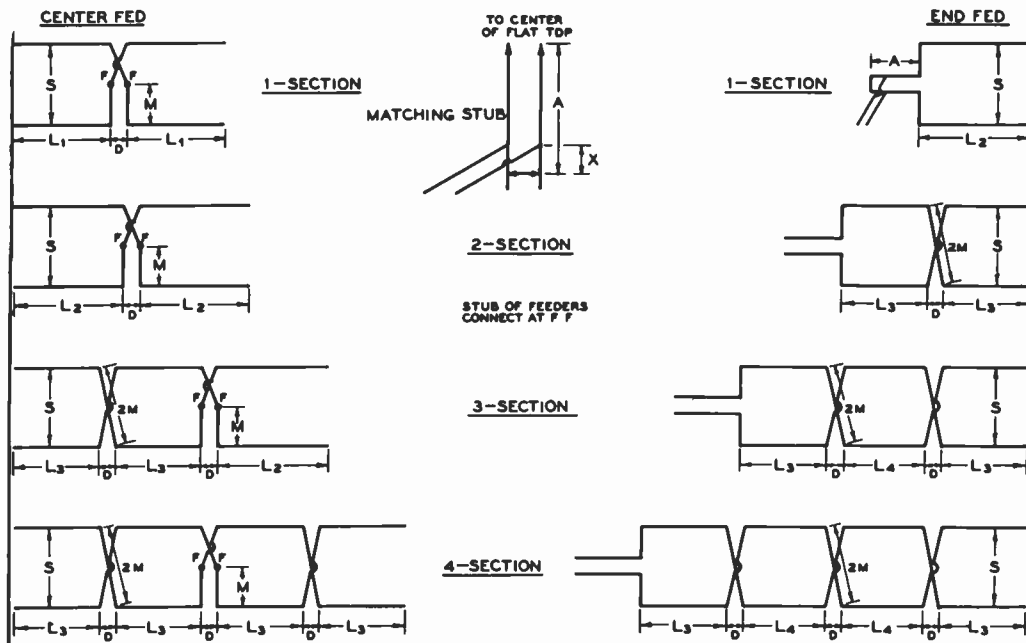 CENTER FED
TO CENTER
OF FLAT TOP
END FED
1-SECTION
1-SECTION
MATCHING STUB
A
X
S
F F
M
L1 D L1
A
S
L2
2-SECTION
S
F F
M
L2 D L2
2M
S
L3 D L3
STUB OF FEEDERS
CONNECT AT F F
3-SECTION
S
2M
F F
M
L3 D L3 D L2
2M
S
L3 D L4 D L3
4-SECTION
S
2M
F F
M
L3 D L3 D L3 D L3
2M
S
L3 D L4 D L4 D L3